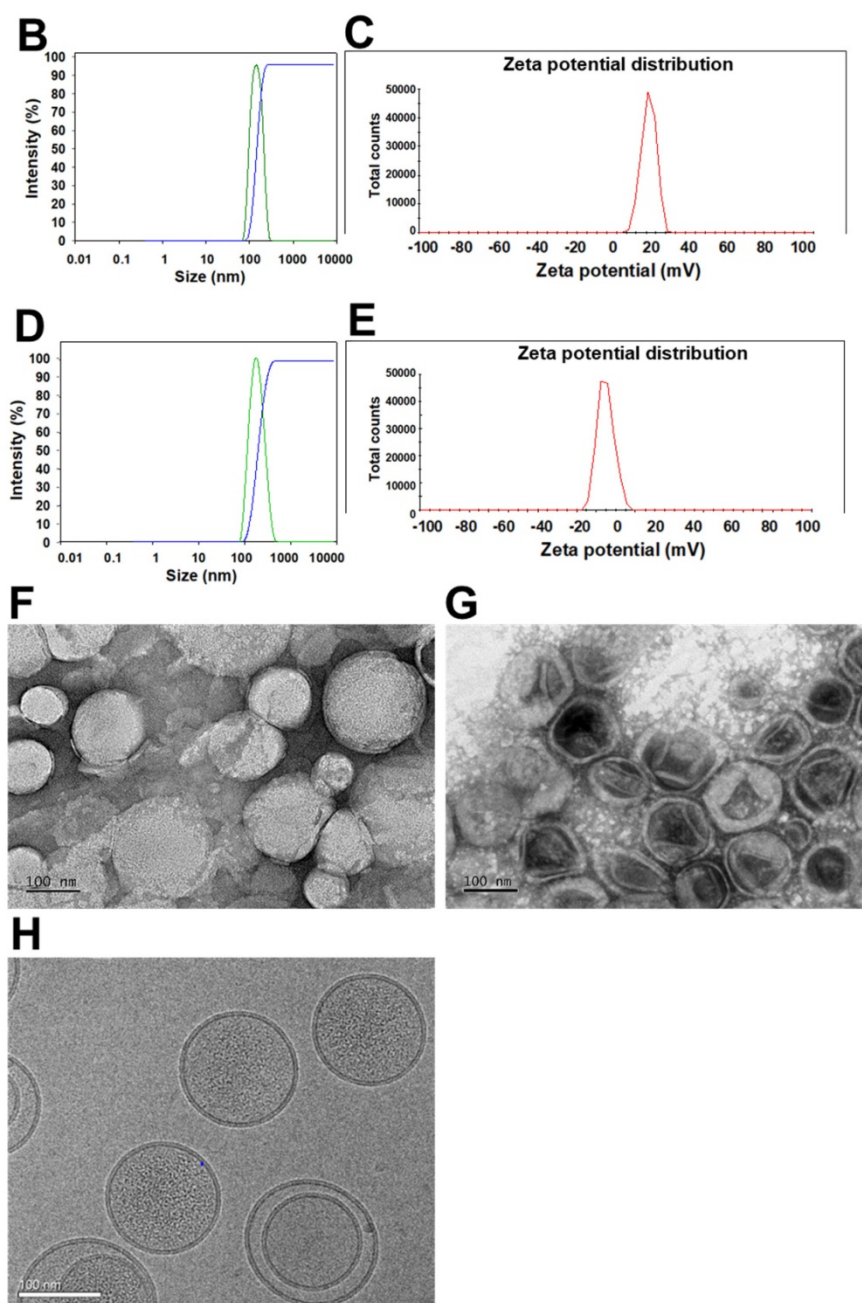 B
100
90
80
70
60
50
40
30
20
10
0
Intensity (%)
0.01 0.1 1 10 100 1000 10000
Size (nm)
C
Zeta potential distribution
50000
40000
30000
20000
10000
0
Total counts
-100 -80 -60 -40 -20 0 20 40 60 80 100
Zeta potential (mV)
D
100
90
80
70
60
50
40
30
20
10
0
Intensity (%)
0.01 0.1 1 10 100 1000 10000
Size (nm)
E
Zeta potential distribution
50000
40000
30000
20000
10000
0
Total counts
-100 -80 -60 -40 -20 0 20 40 60 80 100
Zeta potential (mV)
F
100 nm
G
100 nm
H
100 nm